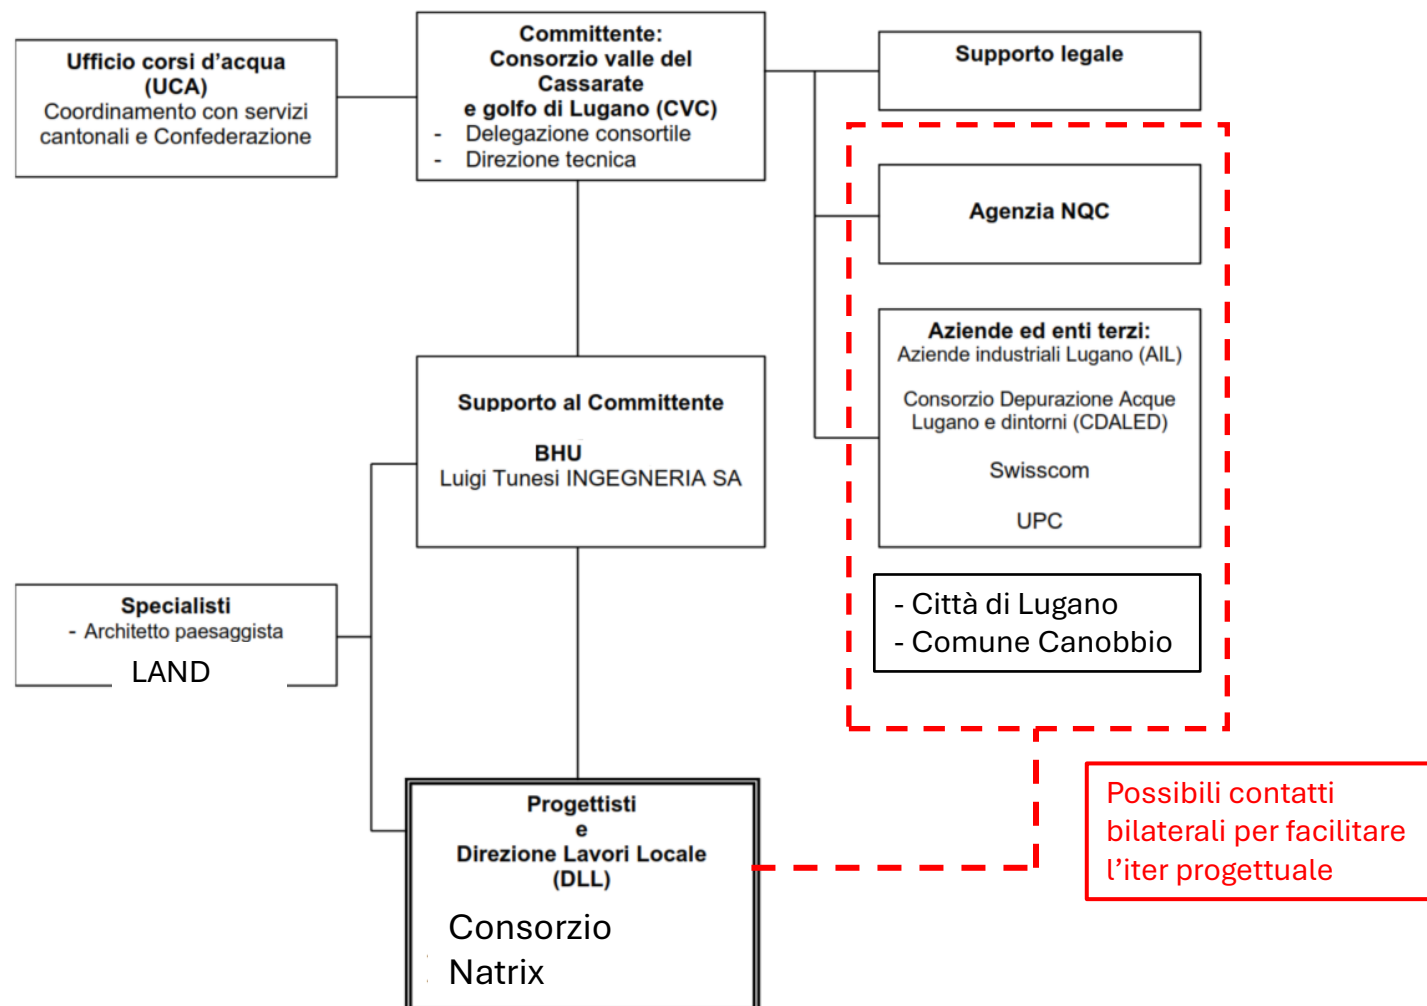 Ufficio corsi d'acqua
(UCA)
Coordinamento con servizi
cantonali e Confederazione
Committente:
Consorzio valle del
Cassarate
e golfo di Lugano (CVC)
- Delegazione consortile
- Direzione tecnica
Supporto legale
Agenzia NQC
Aziende ed enti terzi:
Aziende industriali Lugano (AIL)
Consorzio Depurazione Acque
Lugano e dintorni (CDALED)
Swisscom
UPC
- Città di Lugano
- Comune Canobbio
Supporto al Committente
BHU
Luigi Tunesi INGEGNERIA SA
Specialisti
- Architetto paesaggista
LAND
Progettisti
e
Direzione Lavori Locale
(DLL)
Consorzio
Natrix
Possibili contatti
bilaterali per facilitare
l'iter progettuale